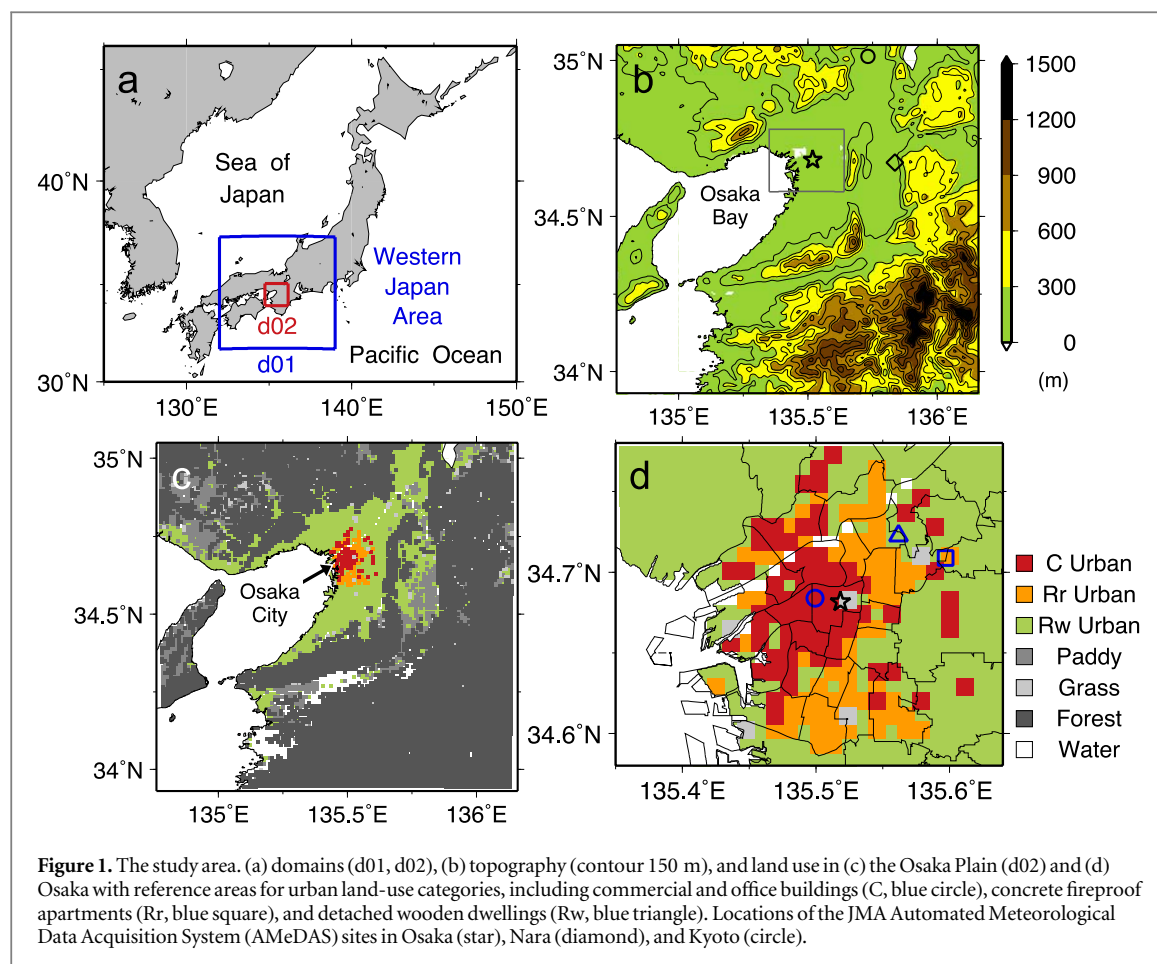 a
Sea of
Japan
40˚N
Western
Japan
Area
d02
d01
Pacific Ocean
30˚N
130˚E
140˚E
150˚E
b
35˚N
34.5˚N
34˚N
Osaka
Bay
135˚E
135.5˚E
136˚E
1500
1200
900
600
300
0
(m)
c
35˚N
34.5˚N
34˚N
Osaka
City
135˚E
135.5˚E
136˚E
d
34.7˚N
34.6˚N
135.4˚E
135.5˚E
135.6˚E
C Urban
Rr Urban
Rw Urban
Paddy
Grass
Forest
Water
Figure 1. The study area. (a) domains (d01, d02), (b) topography (contour 150 m), and land use in (c) the Osaka Plain (d02) and (d)
Osaka with reference areas for urban land-use categories, including commercial and office buildings (C, blue circle), concrete fireproof
apartments (Rr, blue square), and detached wooden dwellings (Rw, blue triangle). Locations of the JMA Automated Meteorological
Data Acquisition System (AMeDAS) sites in Osaka (star), Nara (diamond), and Kyoto (circle).